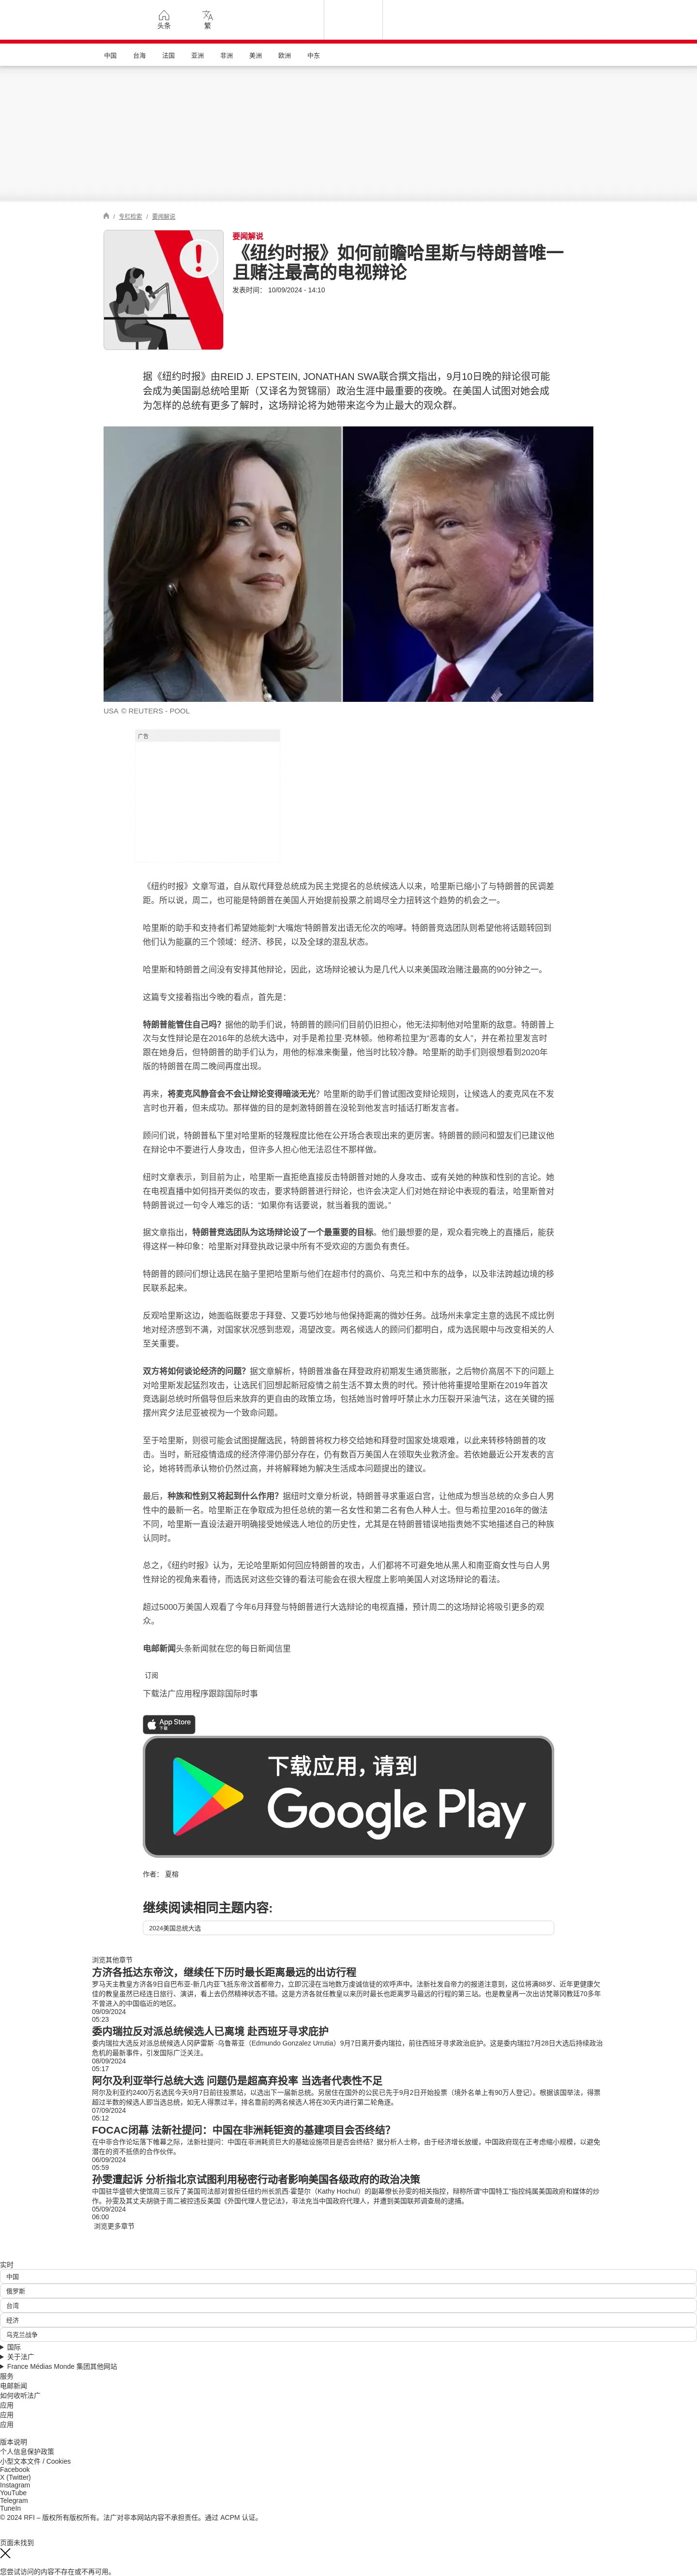 头条
繁
中国 台海 法国 亚洲 非洲 美洲 欧洲 中东
/ 专栏检索 / 要闻解说
要闻解说
《纽约时报》如何前瞻哈里斯与特朗普唯一
且赌注最高的电视辩论
发表时间： 10/09/2024 - 14:10
据《纽约时报》由REID J. EPSTEIN, JONATHAN SWA联合撰文指出，9月10日晚的辩论很可能
会成为美国副总统哈里斯（又译名为贺锦丽）政治生涯中最重要的夜晚。在美国人试图对她会成
为怎样的总统有更多了解时，这场辩论将为她带来迄今为止最大的观众群。
USA © REUTERS - POOL
广告
《纽约时报》文章写道，自从取代拜登总统成为民主党提名的总统候选人以来，哈里斯已缩小了与特朗普的民调差
距。所以说，周二，也可能是特朗普在美国人开始提前投票之前竭尽全力扭转这个趋势的机会之一。
哈里斯的助手和支持者们希望她能刺“大嘴炮”特朗普发出语无伦次的咆哮。特朗普竞选团队则希望他将话题转回到
他们认为能赢的三个领域：经济、移民，以及全球的混乱状态。
哈里斯和特朗普之间没有安排其他辩论，因此，这场辩论被认为是几代人以来美国政治赌注最高的90分钟之一。
这篇专文接着指出今晚的看点，首先是：
特朗普能管住自己吗？据他的助手们说，特朗普的顾问们目前仍旧担心，他无法抑制他对哈里斯的敌意。特朗普上
次与女性辩论是在2016年的总统大选中，对手是希拉里·克林顿。他称希拉里为“恶毒的女人”，并在希拉里发言时
跟在她身后，但特朗普的助手们认为，用他的标准来衡量，他当时比较冷静。哈里斯的助手们则很想看到2020年
版的特朗普在周二晚间再度出现。
再来，将麦克风静音会不会让辩论变得暗淡无光？哈里斯的助手们曾试图改变辩论规则，让候选人的麦克风在不发
言时也开着，但未成功。那样做的目的是刺激特朗普在没轮到他发言时插话打断发言者。
顾问们说，特朗普私下里对哈里斯的轻蔑程度比他在公开场合表现出来的更厉害。特朗普的顾问和盟友们已建议他
在辩论中不要进行人身攻击，但许多人担心他无法忍住不那样做。
纽时文章表示，到目前为止，哈里斯一直拒绝直接反击特朗普对她的人身攻击、或有关她的种族和性别的言论。她
在电视直播中如何挡开类似的攻击，要求特朗普进行辩论，也许会决定人们对她在辩论中表现的看法，哈里斯曾对
特朗普说过一句令人难忘的话：“如果你有话要说，就当着我的面说。”
据文章指出，特朗普竞选团队为这场辩论设了一个最重要的目标。他们最想要的是，观众看完晚上的直播后，能获
得这样一种印象：哈里斯对拜登执政记录中所有不受欢迎的方面负有责任。
特朗普的顾问们想让选民在脑子里把哈里斯与他们在超市付的高价、乌克兰和中东的战争，以及非法跨越边境的移
民联系起来。
反观哈里斯这边，她面临既要忠于拜登、又要巧妙地与他保持距离的微妙任务。战场州未拿定主意的选民不成比例
地对经济感到不满，对国家状况感到悲观，渴望改变。两名候选人的顾问们都明白，成为选民眼中与改变相关的人
至关重要。
双方将如何谈论经济的问题？据文章解析，特朗普准备在拜登政府初期发生通货膨胀，之后物价高居不下的问题上
对哈里斯发起猛烈攻击，让选民们回想起新冠疫情之前生活不算太贵的时代。预计他将重提哈里斯在2019年首次
竞选副总统时所倡导但后来放弃的更自由的政策立场，包括她当时曾呼吁禁止水力压裂开采油气法，这在关键的摇
摆州宾夕法尼亚被视为一个致命问题。
至于哈里斯，则很可能会试图提醒选民，特朗普将权力移交给她和拜登时国家处境艰难，以此来转移特朗普的攻
击。当时，新冠疫情造成的经济停滞仍部分存在，仍有数百万美国人在领取失业救济金。若依她最近公开发表的言
论，她将转而承认物价仍然过高，并将解释她为解决生活成本问题提出的建议。
最后，种族和性别又将起到什么作用？据纽时文章分析说，特朗普寻求重返白宫，让他成为想当总统的众多白人男
性中的最新一名。哈里斯正在争取成为担任总统的第一名女性和第二名有色人种人士。但与希拉里2016年的做法
不同，哈里斯一直设法避开明确接受她候选人地位的历史性，尤其是在特朗普错误地指责她不实地描述自己的种族
认同时。
总之，《纽约时报》认为，无论哈里斯如何回应特朗普的攻击，人们都将不可避免地从黑人和南亚裔女性与白人男
性辩论的视角来看待，而选民对这些交锋的看法可能会在很大程度上影响美国人对这场辩论的看法。
超过5000万美国人观看了今年6月拜登与特朗普进行大选辩论的电视直播，预计周二的这场辩论将吸引更多的观
众。
电邮新闻头条新闻就在您的每日新闻信里
订阅
下载法广应用程序跟踪国际时事
App Store
下载
下载应用，请到
Google Play
作者： 夏榕
继续阅读相同主题内容:
2024美国总统大选
浏览其他章节
方济各抵达东帝汶，继续任下历时最长距离最远的出访行程
罗马天主教皇方济各9日自巴布亚-新几内亚飞抵东帝汶首都帝力，立即沉浸在当地数万虔诚信徒的欢呼声中。法新社发自帝力的报道注意到，这位将满88岁、近年更健康欠
佳的教皇虽然已经连日旅行、演讲，看上去仍然精神状态不错。这是方济各就任教皇以来历时最长也距离罗马最远的行程的第三站。也是教皇再一次出访梵蒂冈教廷70多年
不曾进入的中国临近的地区。
09/09/2024
05:23
委内瑞拉反对派总统候选人已离境 赴西班牙寻求庇护
委内瑞拉大选反对派总统候选人冈萨雷斯 ·乌鲁蒂亚（Edmundo Gonzalez Urrutia）9月7日离开委内瑞拉，前往西班牙寻求政治庇护。这是委内瑞拉7月28日大选后持续政治
危机的最新事件，引发国际广泛关注。
08/09/2024
05:17
阿尔及利亚举行总统大选 问题仍是超高弃投率 当选者代表性不足
阿尔及利亚约2400万名选民今天9月7日前往投票站，以选出下一届新总统。另居住在国外的公民已先于9月2日开始投票（境外名单上有90万人登记）。根据该国举法，得票
超过半数的候选人即当选总统，如无人得票过半，排名靠前的两名候选人将在30天内进行第二轮角逐。
07/09/2024
05:12
FOCAC闭幕 法新社提问：中国在非洲耗钜资的基建项目会否终结？
在中非合作论坛落下帷幕之际，法新社提问：中国在非洲耗资巨大的基础设施项目是否会终结？据分析人士称，由于经济增长放缓，中国政府现在正考虑缩小规模，以避免
潜在的资不抵债的合作伙伴。
06/09/2024
05:59
孙雯遭起诉 分析指北京试图利用秘密行动者影响美国各级政府的政治决策
中国驻华盛顿大使馆周三驳斥了美国司法部对曾担任纽约州长凯西·霍楚尔（Kathy Hochul）的副幕僚长孙雯的相关指控，辩称所谓“中国特工”指控纯属美国政府和媒体的炒
作。孙雯及其丈夫胡骁于周二被控违反美国《外国代理人登记法》，非法充当中国政府代理人，并遭到美国联邦调查局的逮捕。
05/09/2024
06:00
浏览更多章节
实时
中国
俄罗斯
台湾
经济
乌克兰战争
国际
关于法广
France Médias Monde 集团其他网站
服务
电邮新闻
如何收听法广
应用
应用
应用
版本说明
个人信息保护政策
小型文本文件 / Cookies
Facebook
X (Twitter)
Instagram
YouTube
Telegram
TuneIn
© 2024 RFI – 版权所有版权所有。法广对非本网站内容不承担责任。通过 ACPM 认证。
页面未找到
您尝试访问的内容不存在或不再可用。